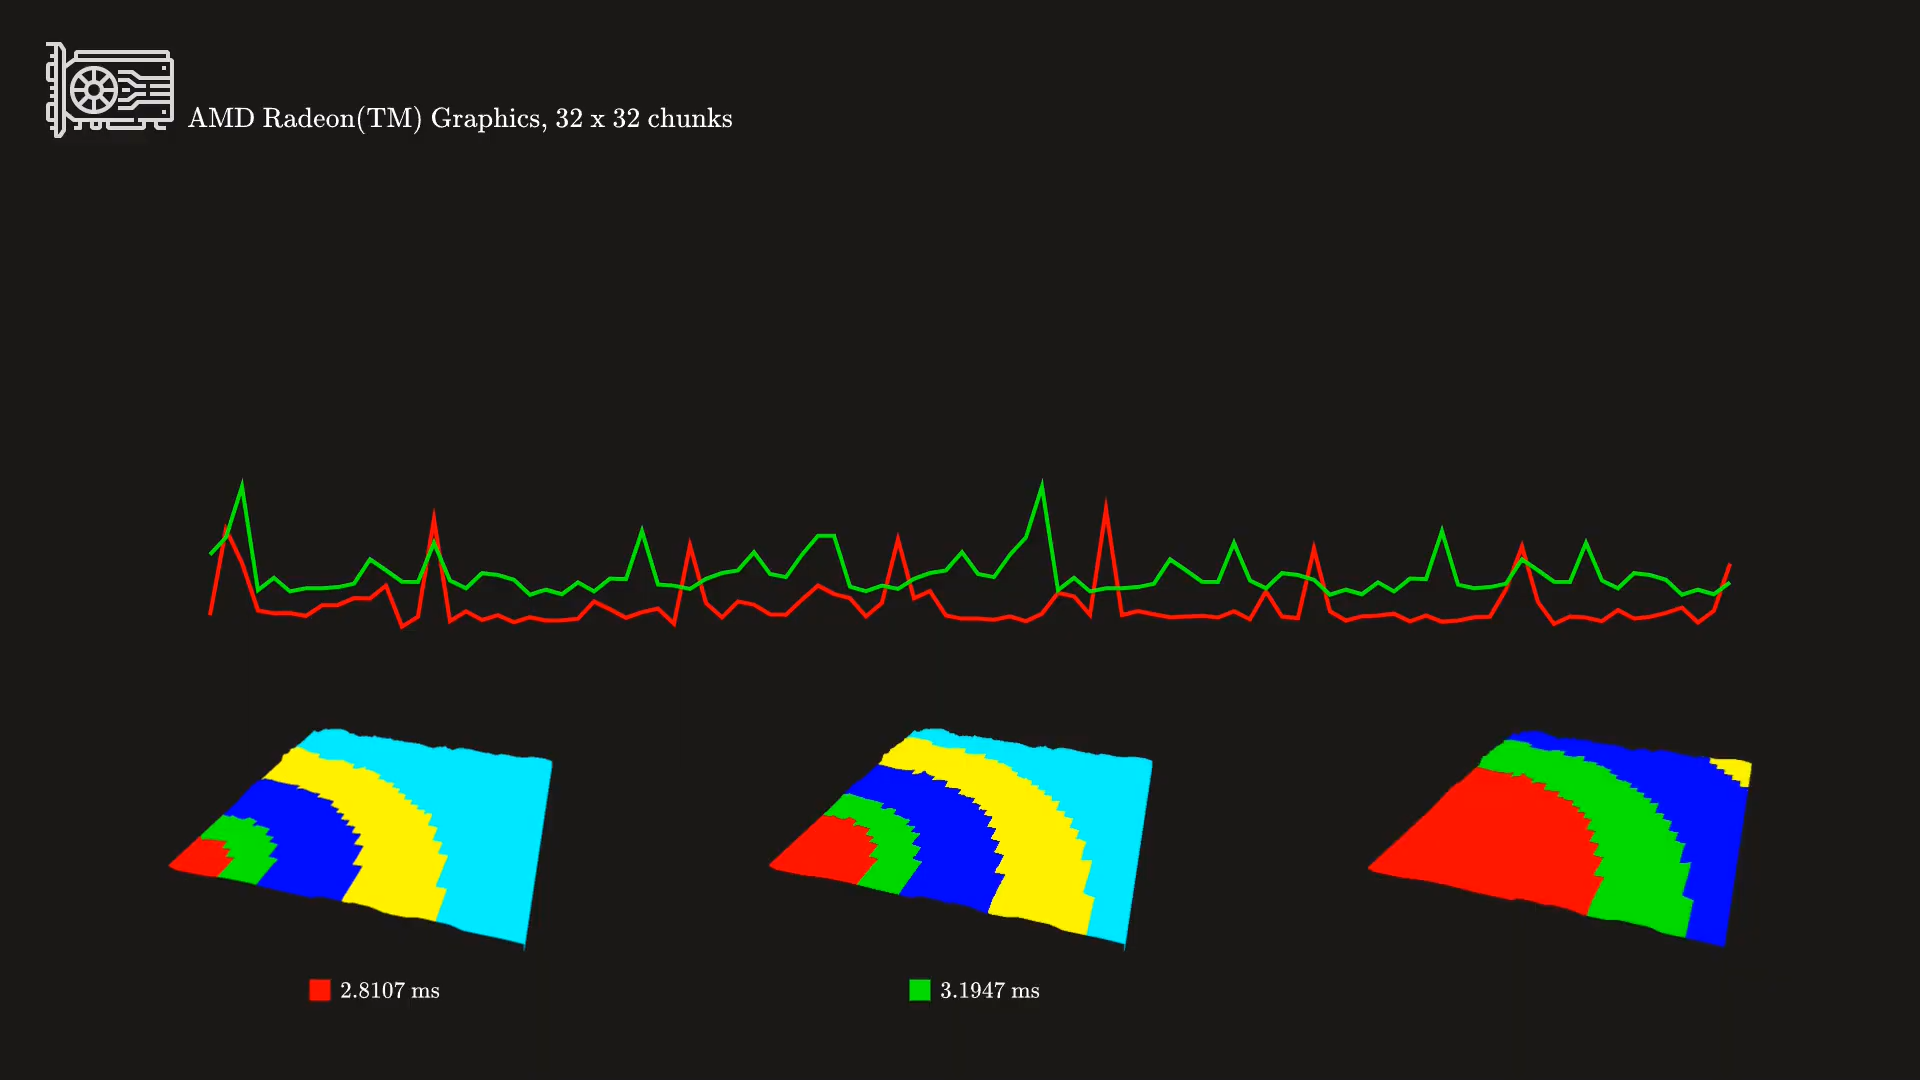 AMD Radeon(TM) Graphics, 32 x 32 chunks
2.8107 ms
3.1947 ms